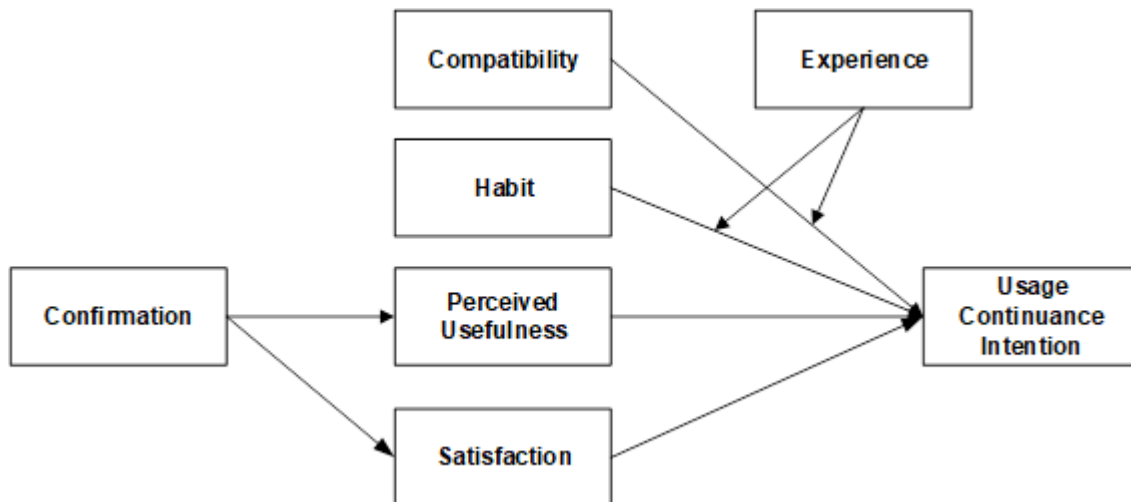 Compatibility
Experience
Habit
Confirmation
Perceived
Usefulness
Usage
Continuance
Intention
Satisfaction